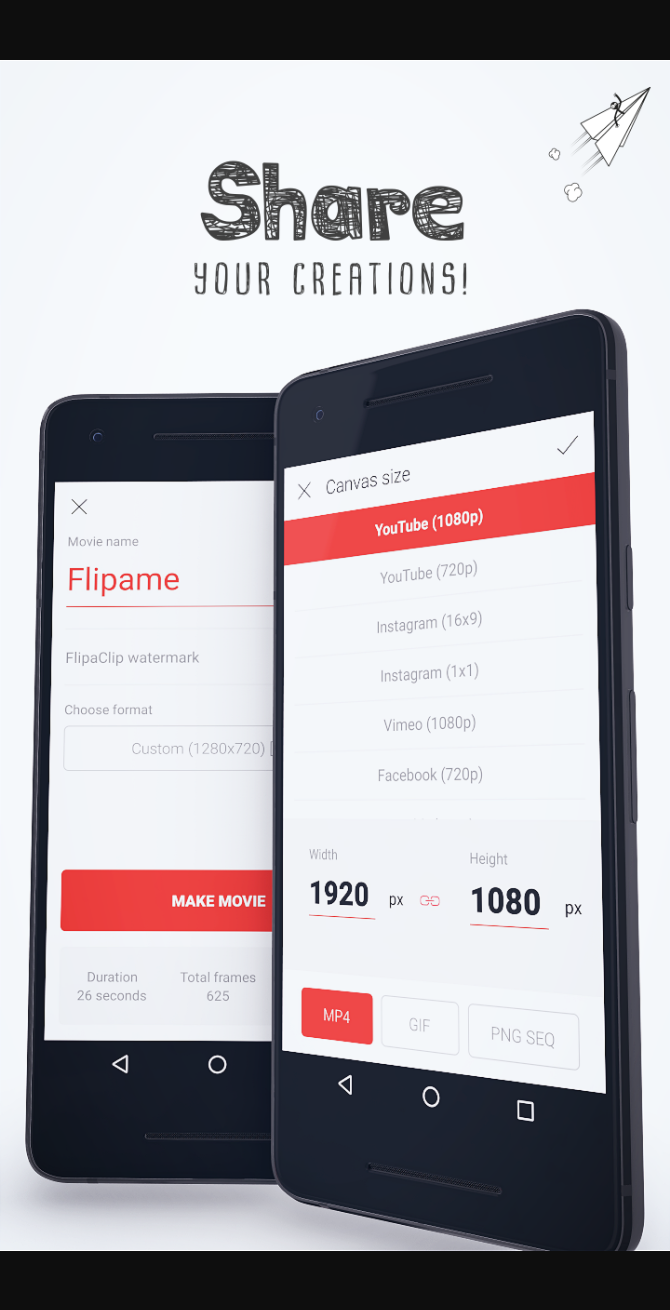 Share
YOUR CREATIONS!
Movie name
Flipame
FlipaClip watermark
Choose format
Custom (1280x720)
MAKE MOVIE
Duration
26 seconds
Total frames
625
Canvas size
YouTube (1080p)
YouTube (720p)
Instagram (16x9)
Instagram (1x1)
Vimeo (1080p)
Facebook (720p)
Width
1920 px
Height
1080 px
MP4
GIF
PNG SEQ